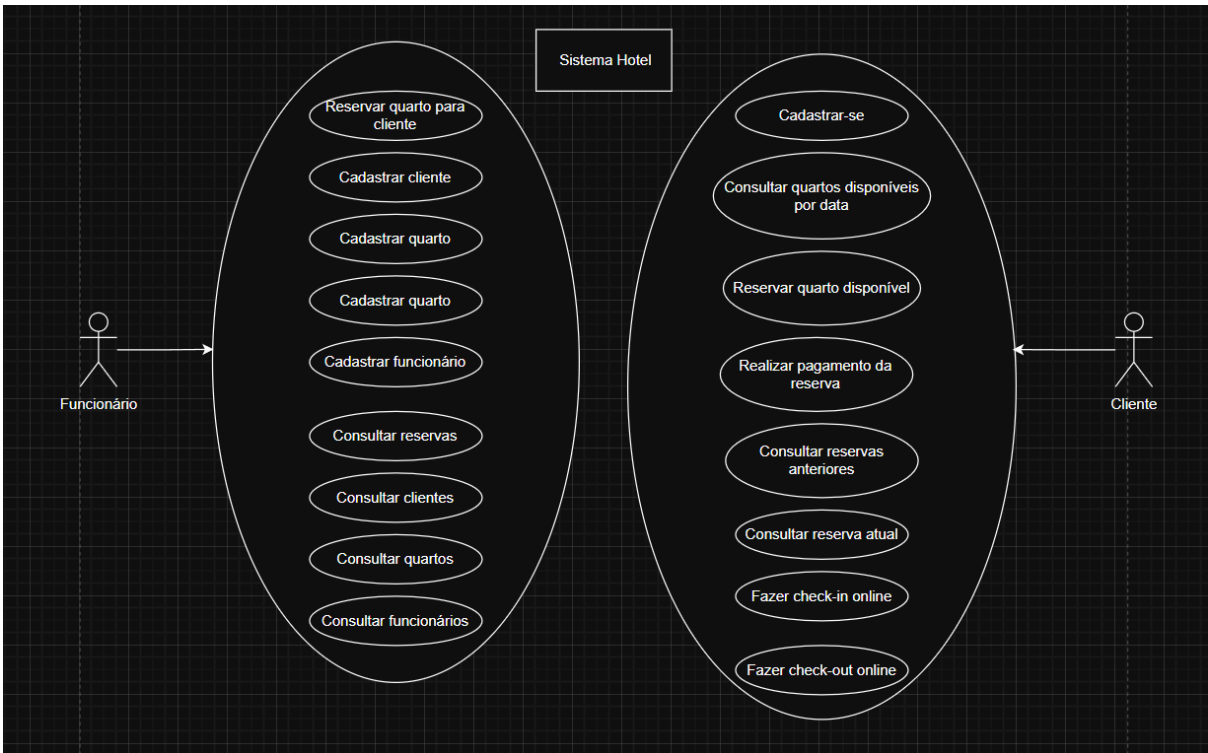 Sistema Hotel
Reservar quarto para
cliente
Cadastrar cliente
Cadastrar quarto
Cadastrar quarto
Cadastrar funcionário
Consultar reservas
Consultar clientes
Consultar quartos
Consultar funcionários
Funcionário
Cadastrar-se
Consultar quartos disponíveis
por data
Reservar quarto disponível
Realizar pagamento da
reserva
Consultar reservas
anteriores
Consultar reserva atual
Fazer check-in online
Fazer check-out online
Cliente